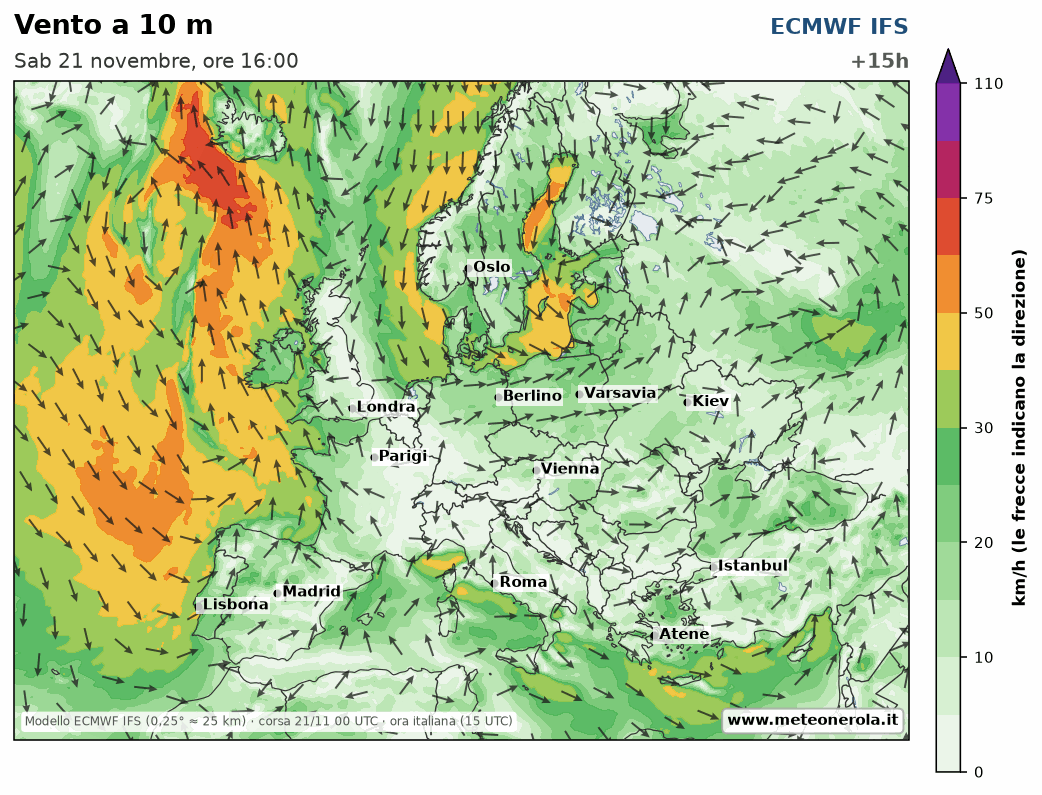 Vento a 10 m
ECMWF IFS
Sab 21 novembre, ore 16:00
+15h
110
75
50
30
20
10
0
km/h (le frecce indicano la direzione)
Oslo
Berlino
Varsavia
Kiev
Londra
Parigi
Vienna
Istanbul
Roma
Madrid
Lisbona
Atene
Modello ECMWF IFS (0,25° ≈ 25 km) · corsa 21/11 00 UTC · ora italiana (15 UTC)
www.meteonerola.it